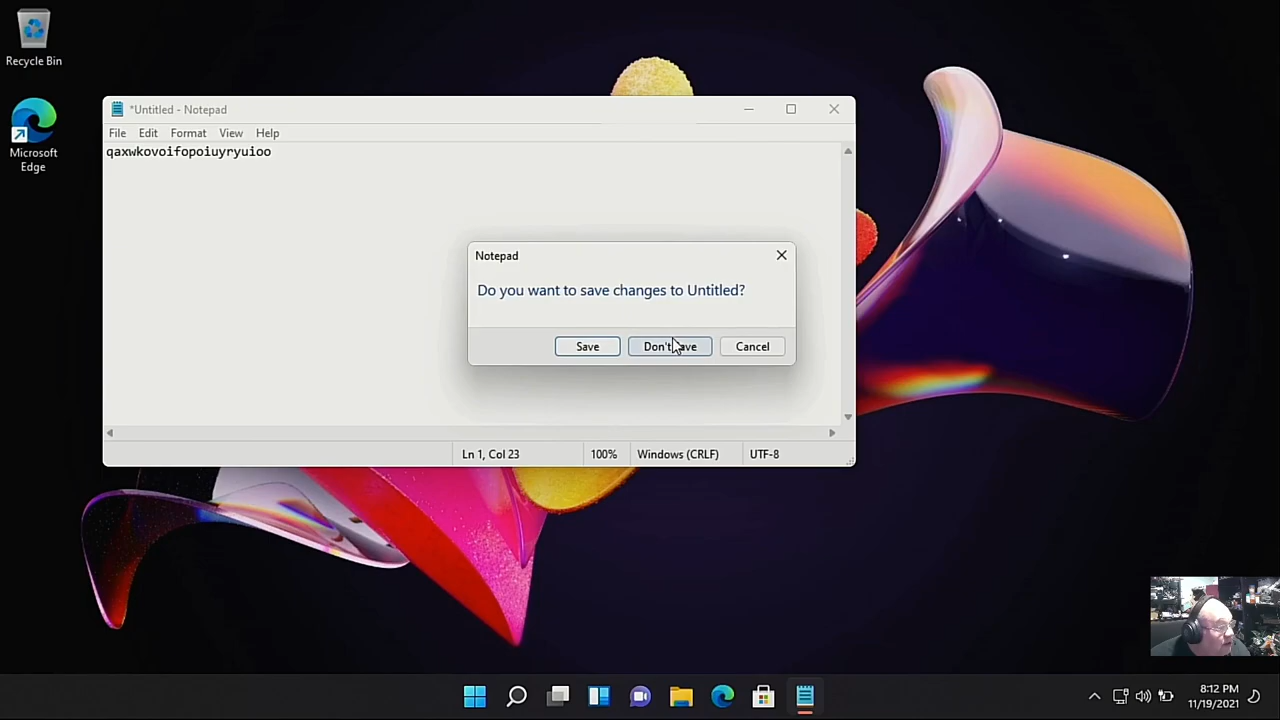 Recycle Bin
Microsoft
Edge
*Untitled - Notepad
File Edit Format View Help
qaxwkovoifopoiuyryuioo
Notepad
Do you want to save changes to Untitled?
Save Don't Save Cancel
Ln 1, Col 23 100% Windows (CRLF) UTF-8
8:12 PM
11/19/2021